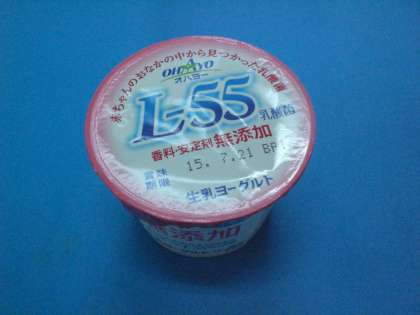 赤ちゃんのおなかの中から見つかった乳酸菌
OHAYO
オハヨー
L-55
乳酸菌
香料・安定剤無添加
賞味
期限
15. 7.21
生乳ヨーグルト
無添加